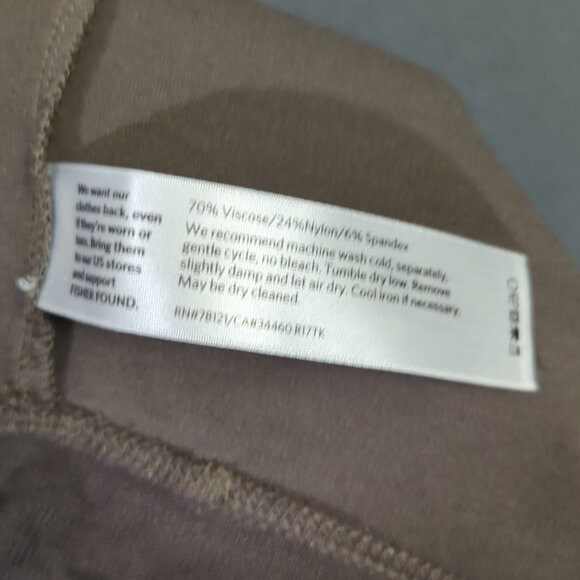 We want our
clothes back, even
if they're worn or
torn. Bring them
to our US stores
and support
FISHER FOUND.
70% Viscose/24%Nylon/6% Spandex
We recommend machine wash cold, separately,
gentle cycle, no bleach. Tumble dry low. Remove
slightly damp and let air dry. Cool iron if necessary.
May be dry cleaned.
RN#78121/CA#34460 R17TK